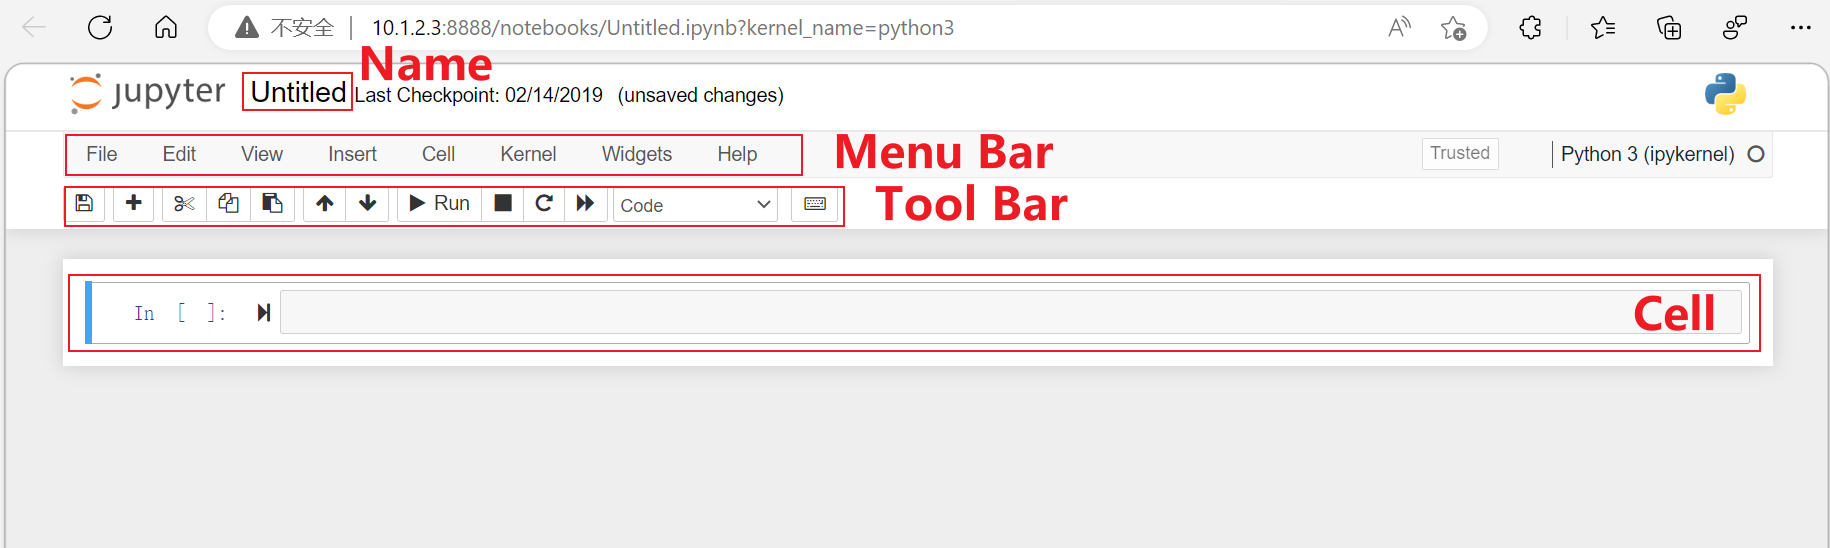 不安全 | 10.1.2.3:8888/notebooks/Untitled.ipynb?kernel_name=python3
Name
jupyter Untitled Last Checkpoint: 02/14/2019 (unsaved changes)
File Edit View Insert Cell Kernel Widgets Help Menu Bar Trusted Python 3 (ipykernel)
Run Code Tool Bar
In [ ]: Cell